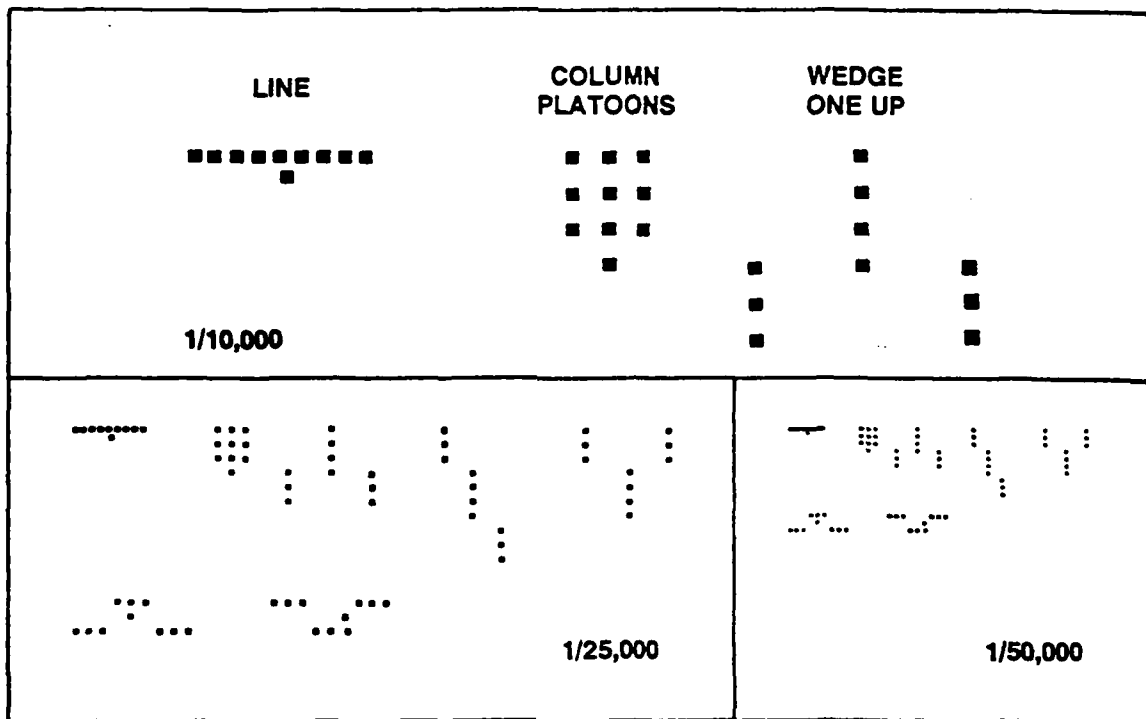 LINE
COLUMN
PLATOONS
WEDGE
ONE UP
1/10,000
1/25,000
1/50,000